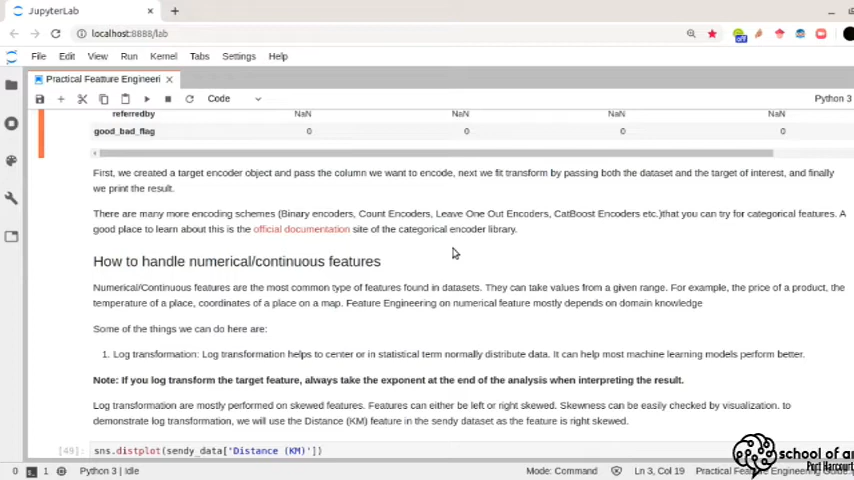 JupyterLab
localhost:8888/lab
off
File Edit View Run Kernel Tabs Settings Help
Practical Featture Engineeri
Code
Python 3
referredby NaN NaN NaN NaN
good_bad_flag 0 0 0 0
First, we created a target encoder object and pass the column we want to encode, next we fit transform by passing both the dataset and the target of interest, and finally
we print the result.
There are many more encoding schemes (Binary encoders, Count Encoders, Leave One Out Encoders, CatBoost Encoders etc.)that you can try for categorical features. A
good place to learn about this is the official documentation site of the categorical encoder library.
How to handle numerical/continuous features
Numerical/Continuous features are the most common type of features found in datasets. They can take values from a given range. For example, the price of a product, the
temperature of a place, coordinates of a place on a map. Feature Engineering on numerical feature mostly depends on domain knowledge
Some of the things we can do here are:
1. Log transformation: Log transformation helps to center or in statistical term normally distribute data. It can help most machine learning models perform better.
Note: If you log transform the target feature, always take the exponent at the end of the analysis when interpreting the result.
Log transformation are mostly performed on skewed features. Features can either be left or right skewed. Skewness can be easily checked by visualization. to
demonstrate log transformation, we will use the Distance (KM) feature in the sendy dataset as the feature is right skewed.
[49]: sns.distplot(sendy_data['Distance (KM)'])
school of a
Port Harcourt
0 1 Python 3 | Idle Mode: Command Ln 3, Col 19 Practical Fea Engineering